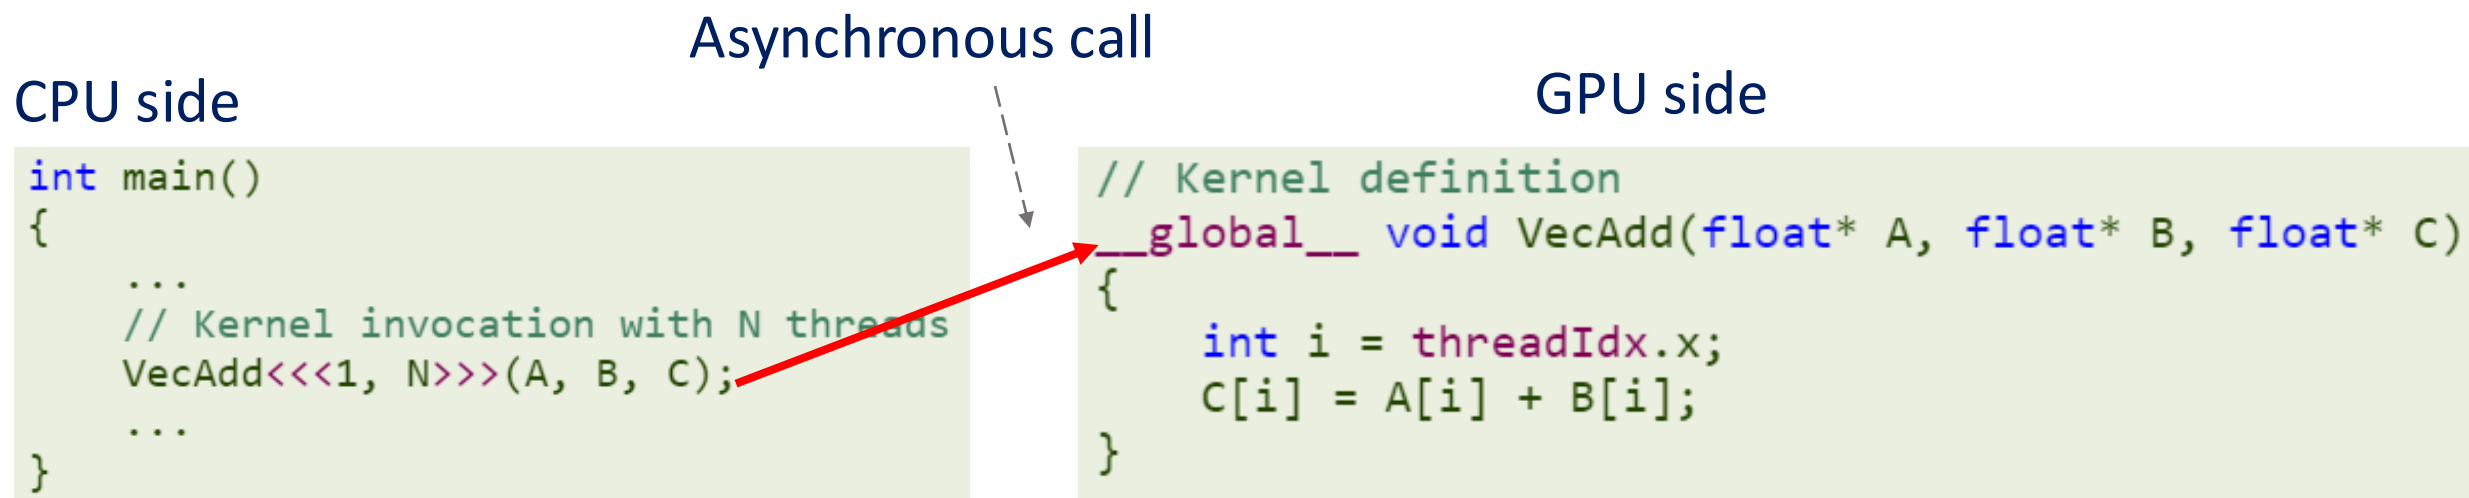 Asynchronous call
CPU side
int main()
{
...
// Kernel invocation with N threads
VecAdd<<<1, N>>>(A, B, C);
...
}
GPU side
// Kernel definition
__global__ void VecAdd(float* A, float* B, float* C)
{
int i = threadIdx.x;
C[i] = A[i] + B[i];
}